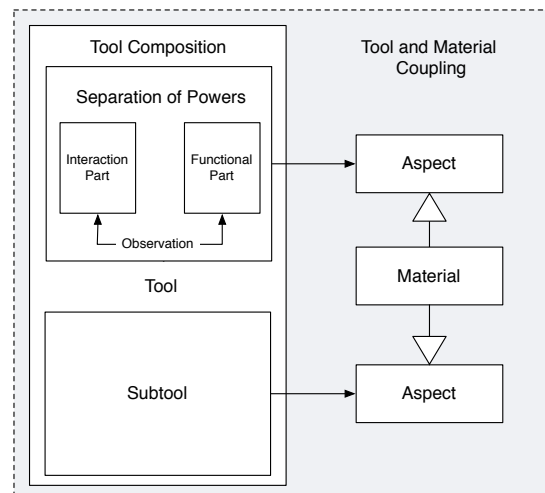 Tool Composition
Tool and Material
Coupling
Separation of Powers
Interaction
Part
Functional
Part
Aspect
Observation
Tool
Material
Subtool
Aspect